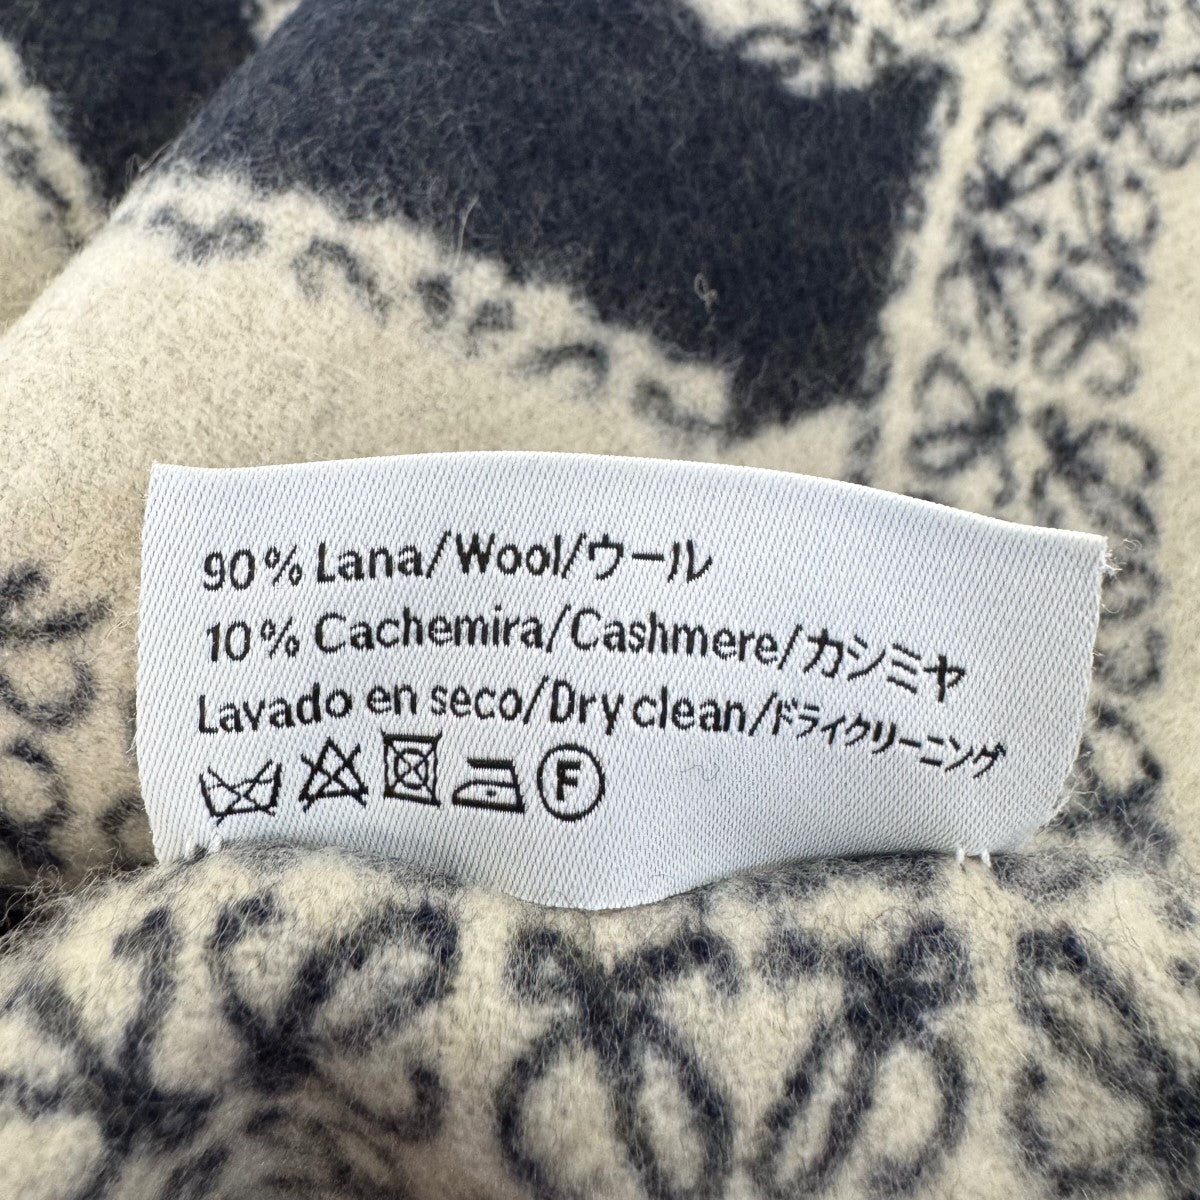 90% Lana/Wool/ウール
10% Cachemira/Cashmere/カシミヤ
Lavado en seco/Dry clean/ドライクリーニング
F